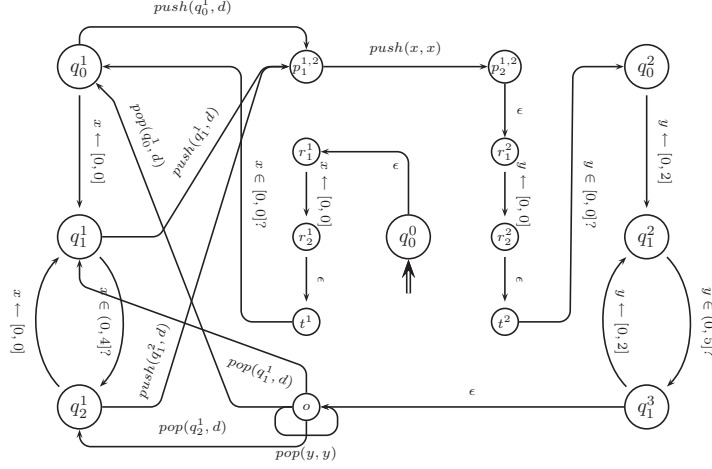 push(q_0^1, d)
q_0^1
p_1^{1,2}
push(x, x)
p_2^{1,2}
q_0^2
pop(q_0^1, d)
push(q_1^1, d)
ϵ
x ← [0, 0]
r_1^1
x ← [0, 0]
ϵ
r_1^2
y ← [0, 0]
x ∈ [0, 0]?
y ∈ [0, 0]?
y ← [0, 2]
q_1^1
r_2^1
q_0^0
r_2^2
q_1^2
ϵ
ϵ
x ← [0, 0]
x ∈ (0, 4]?
t^1
t^2
y ← [0, 2]
y ∈ (0, 5]?
push(q_1^2, d)
pop(q_1^1, d)
q_2^1
o
ϵ
q_1^3
pop(q_2^1, d)
pop(y, y)